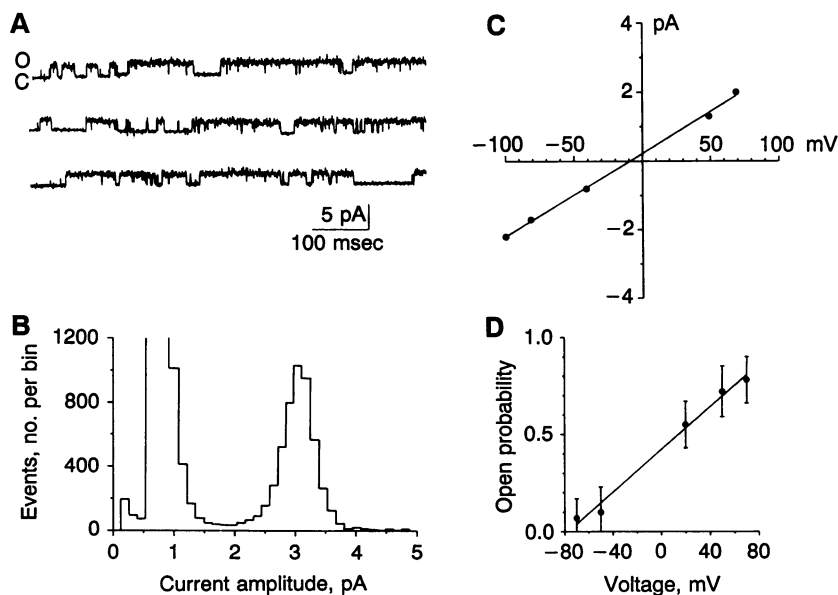 A
O
C
5 pA
100 msec
B
1200
800
400
0
0 1 2 3 4 5
Events, no. per bin
Current amplitude, pA
C
4 pA
2
−100 −50 50 100 mV
−2
−4
D
1.0
0.5
0.0
−80 −40 0 40 80
Open probability
Voltage, mV